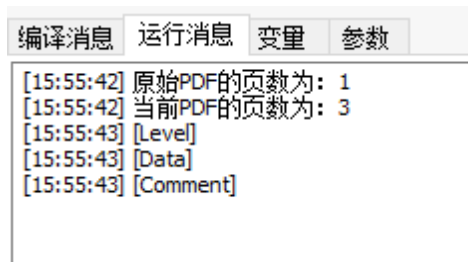 编译消息 运行消息 变量 参数
[15:55:42] 原始PDF的页数为：1
[15:55:42] 当前PDF的页数为：3
[15:55:43] [Level]
[15:55:43] [Data]
[15:55:43] [Comment]